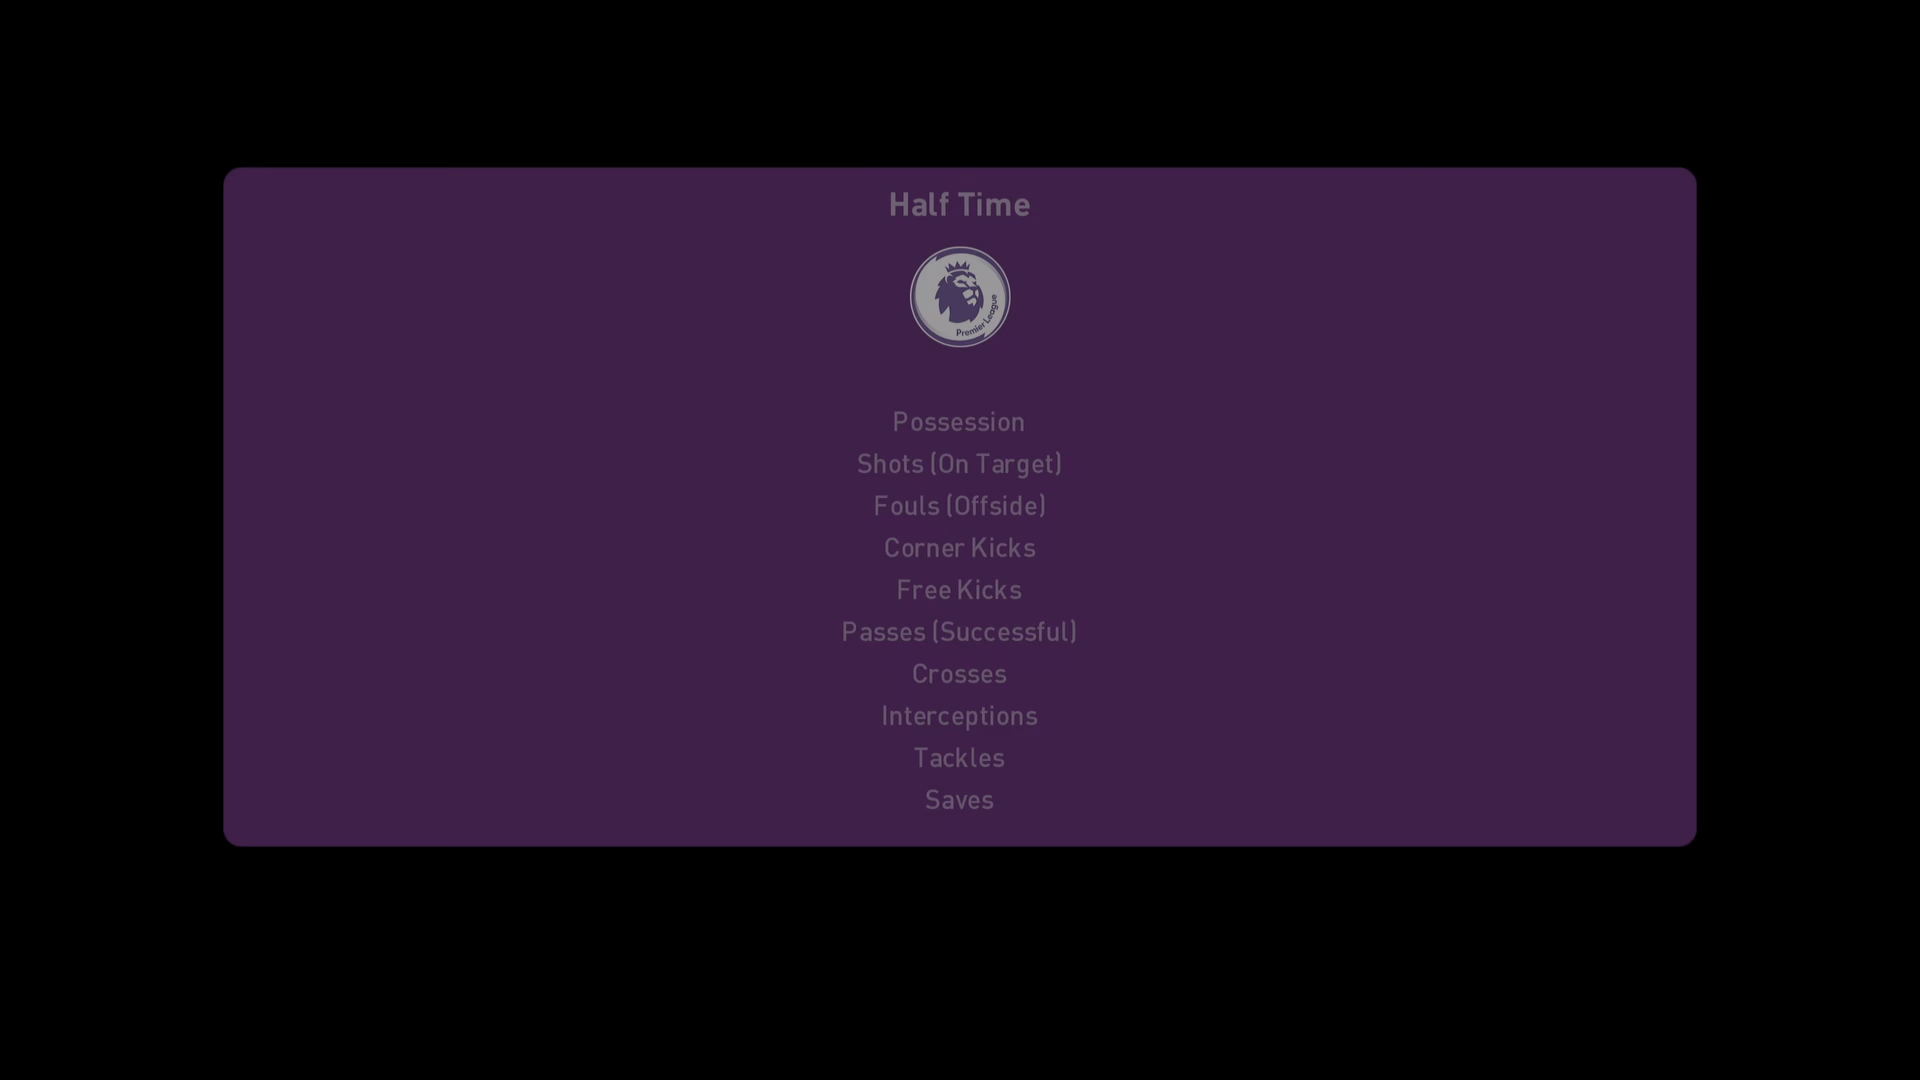 Half Time
Premier League
Possession
Shots (On Target)
Fouls (Offside)
Corner Kicks
Free Kicks
Passes (Successful)
Crosses
Interceptions
Tackles
Saves